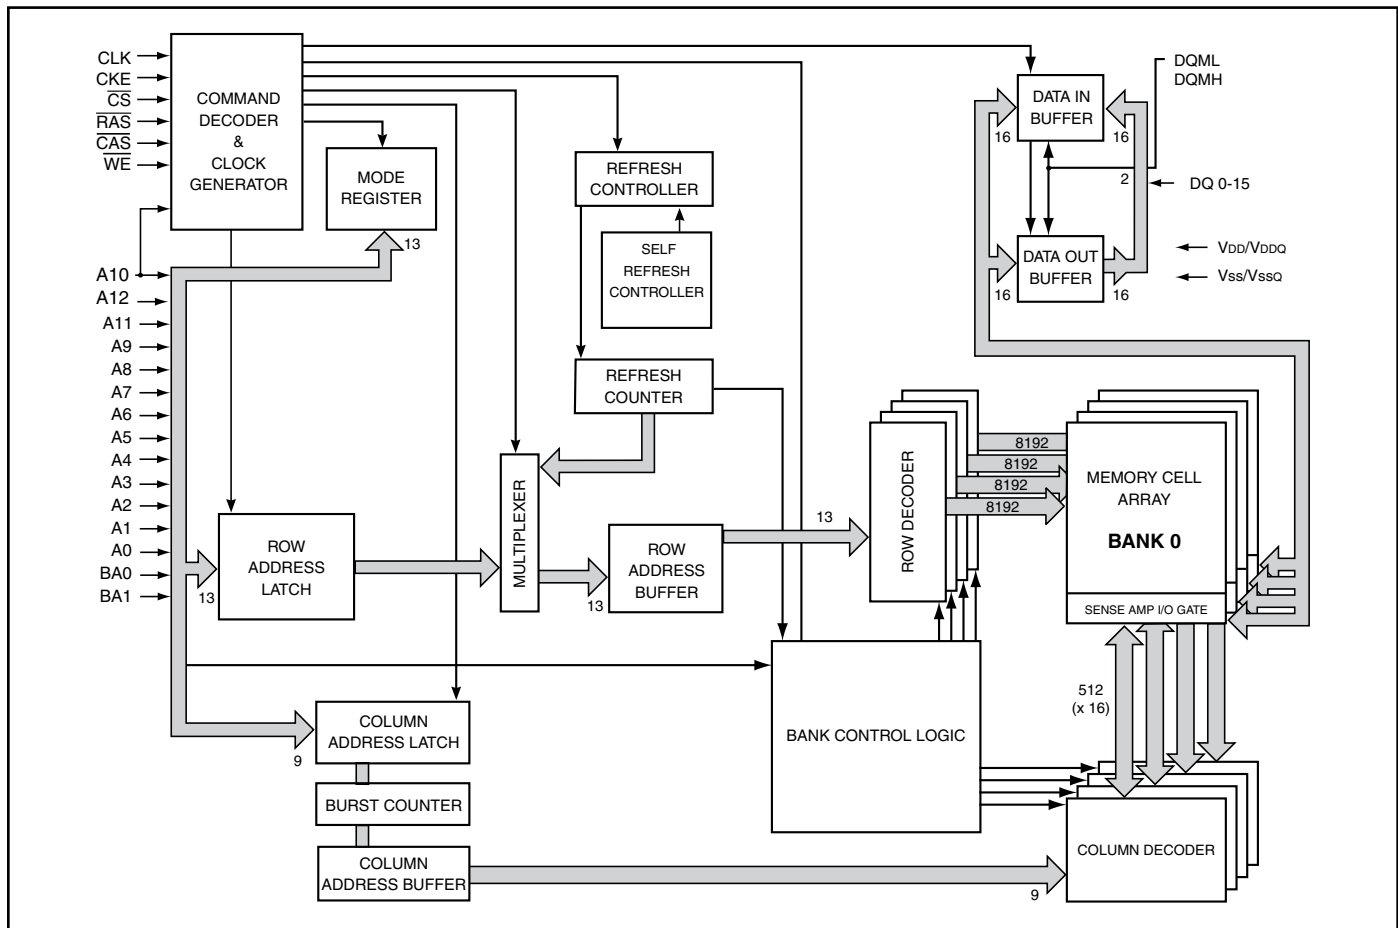 CLK
CKE
CS
RAS
CAS
WE
COMMAND
DECODER
&
CLOCK
GENERATOR
MODE
REGISTER
13
REFRESH
CONTROLLER
SELF
REFRESH
CONTROLLER
REFRESH
COUNTER
DATA IN
BUFFER
16
16
DQML
DQMH
2
DQ 0-15
DATA OUT
BUFFER
16
16
VDD/VDDQ
Vss/VssQ
A10
A12
A11
A9
A8
A7
A6
A5
A4
A3
A2
A1
A0
BA0
BA1
13
ROW
ADDRESS
LATCH
MULTIPLEXER
13
ROW
ADDRESS
BUFFER
13
ROW DECODER
8192
8192
8192
8192
MEMORY CELL
ARRAY
BANK 0
SENSE AMP I/O GATE
512
(x 16)
BANK CONTROL LOGIC
9
COLUMN
ADDRESS LATCH
BURST COUNTER
COLUMN
ADDRESS BUFFER
9
COLUMN DECODER